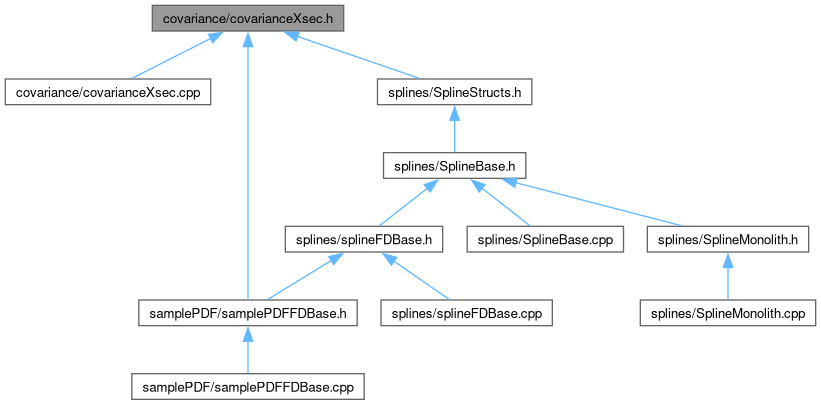 covariance/covarianceXsec.h
covariance/covarianceXsec.cpp
splines/SplineStructs.h
splines/SplineBase.h
splines/splineFDBase.h
splines/SplineBase.cpp
splines/SplineMonolith.h
samplePDF/samplePDFFDBase.h
splines/splineFDBase.cpp
splines/SplineMonolith.cpp
samplePDF/samplePDFFDBase.cpp